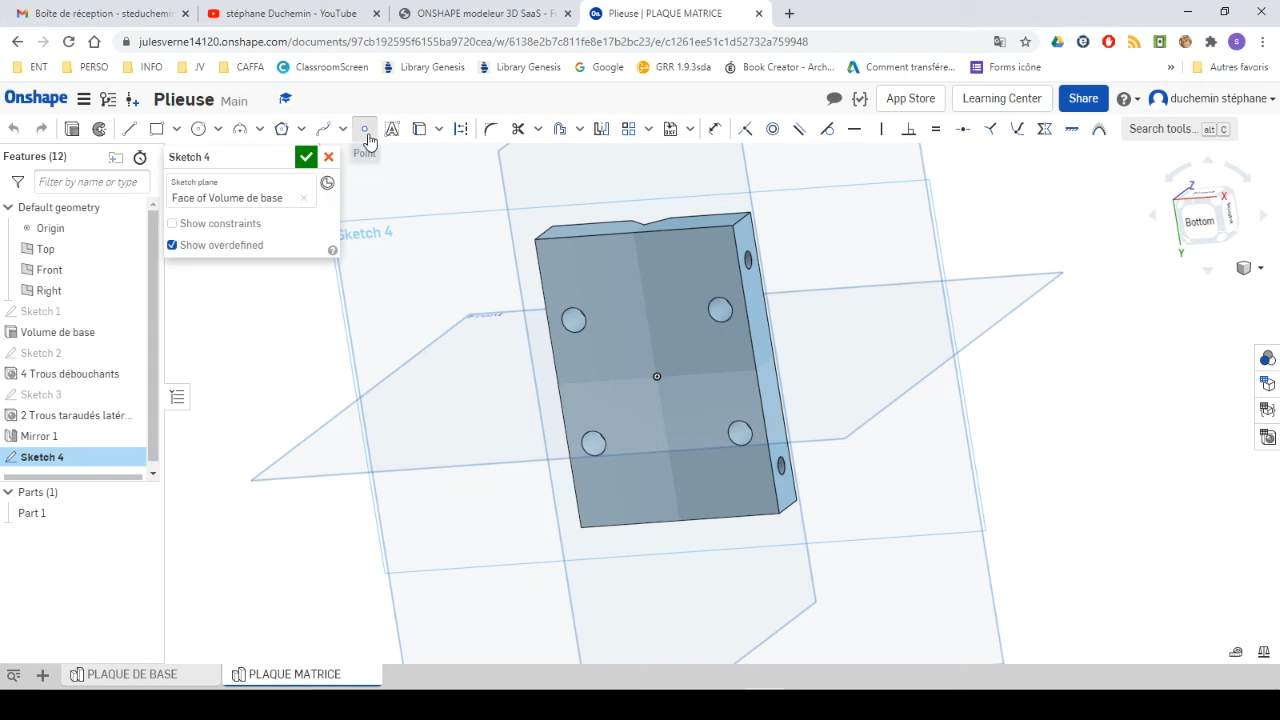 Boîte de réception - steduchemin
stéphane Duchemin - YouTube
ONSHAPE modeleur 3D SaaS - Fo
Plieuse | PLAQUE MATRICE
julesverne14120.onshape.com/documents/97cb192595f6155ba9720cea/w/6138e2b7c811fe8e17b2bc23/e/c1261ee51c1d52732a759948
ENT
PERSO
INFO
JV
CAFFA
ClassroomScreen
Library Genesis
Library Genesis
Google
GRR 1.9.3sda
Book Creator - Arch...
Comment transfére...
Forms icône
»
Autres favoris
Onshape
Plieuse
Main
App Store
Learning Center
Share
duchemin stéphane
Search tools...
alt C
Features (12)
Filter by name or type
Default geometry
Origin
Top
Front
Right
Sketch 1
Volume de base
Sketch 2
4 Trous débouchants
Sketch 3
2 Trous taraudés latér...
Mirror 1
Sketch 4
Parts (1)
Part 1
Sketch 4
Sketch plane
Face of Volume de base
Show constraints
Show overdefined
Point
Sketch 4
Z
X
Bottom
Y
PLAQUE DE BASE
PLAQUE MATRICE